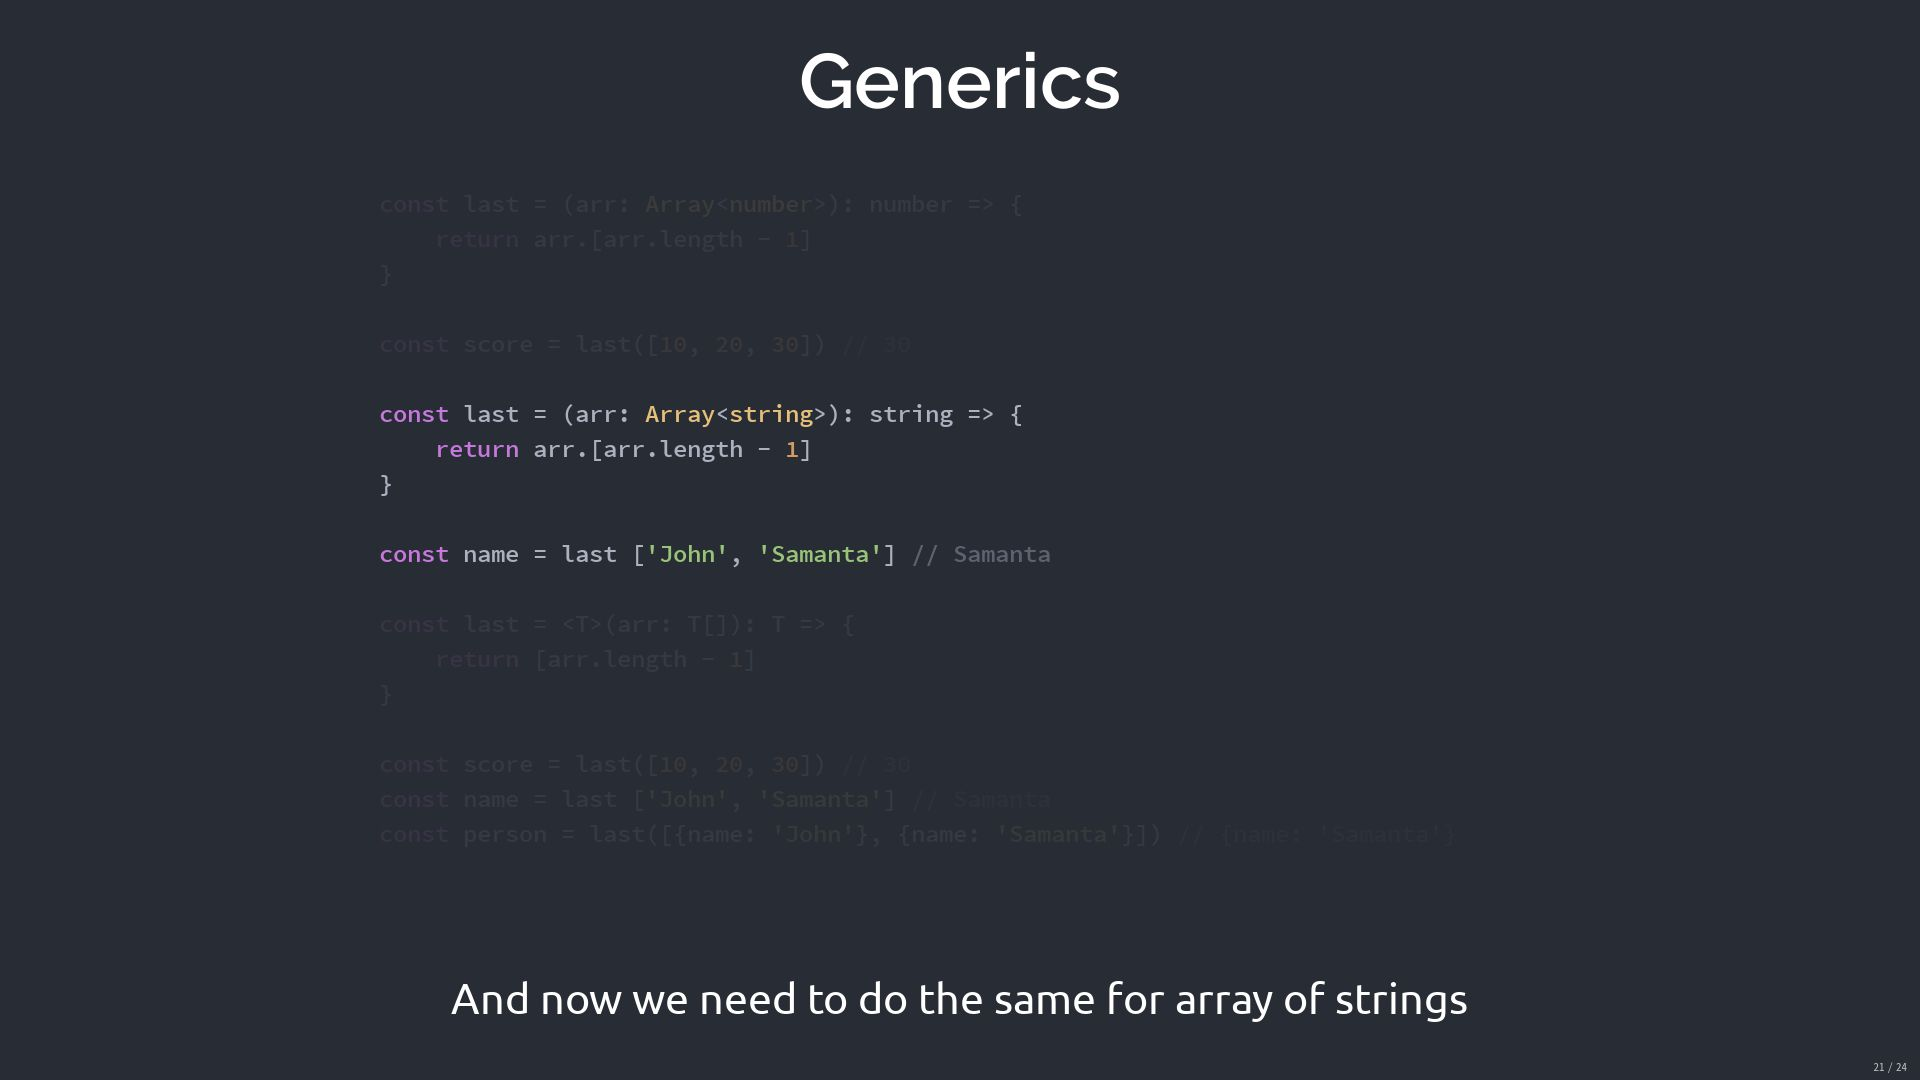 Generics
const last = (arr: Array<number>): number => {
    return arr.[arr.length - 1]
}
const score = last([10, 20, 30]) // 30
const last = (arr: Array<string>): string => {
    return arr.[arr.length - 1]
}
const name = last ['John', 'Samanta'] // Samanta
const last = <T>(arr: T[]): T => {
    return [arr.length - 1]
}
const score = last([10, 20, 30]) // 30
const name = last ['John', 'Samanta'] // Samanta
const person = last([{name: 'John'}, {name: 'Samanta'}]) // {name: 'Samanta'}
And now we need to do the same for array of strings
21 / 24